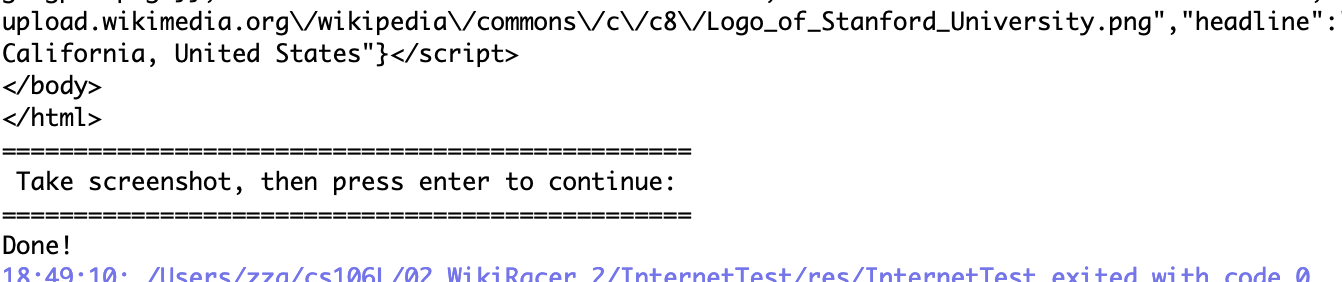 upload.wikimedia.org\/wikipedia\/commons\/c\/c8\/Logo_of_Stanford_University.png","headline":
California, United States"}</script>
</body>
</html>
================================================
Take screenshot, then press enter to continue:
================================================
Done!
18:49:10: /Users/zzq/cs106L/02_WikiRacer_2/InternetTest/res/InternetTest exited with code 0